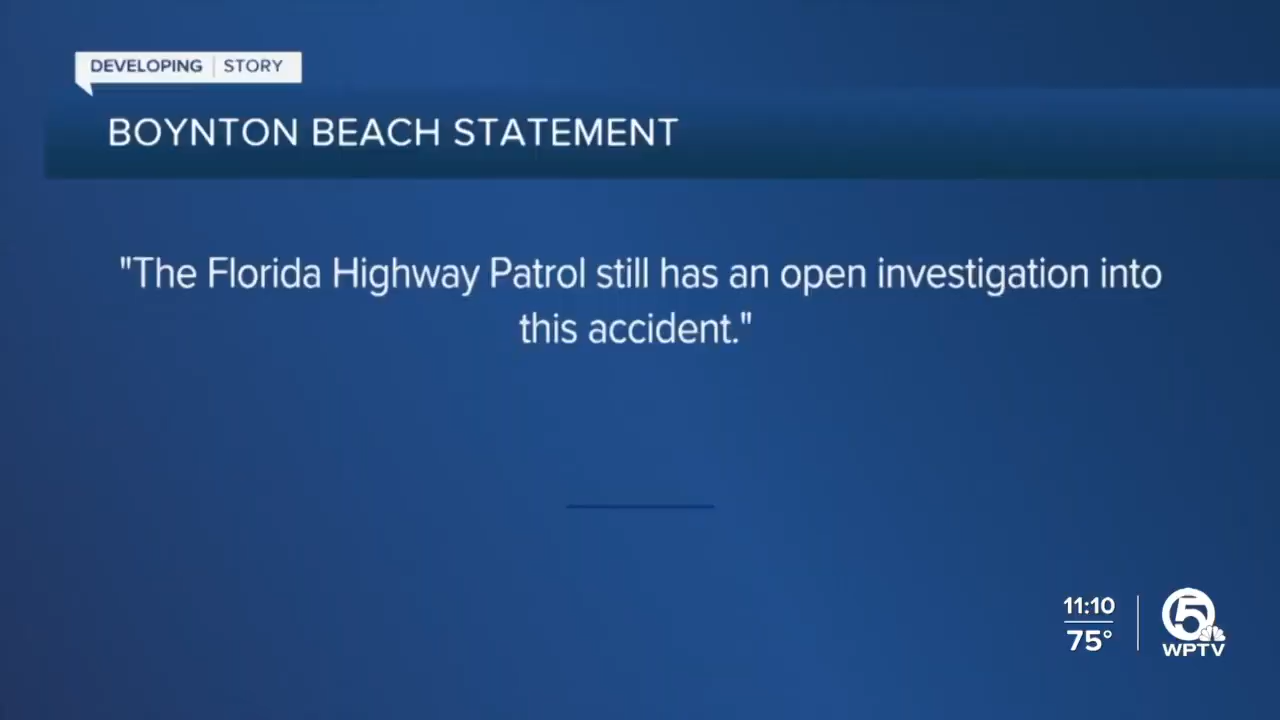 DEVELOPING | STORY
BOYNTON BEACH STATEMENT
"The Florida Highway Patrol still has an open investigation into
this accident."
11:10
75°
5
WPTV